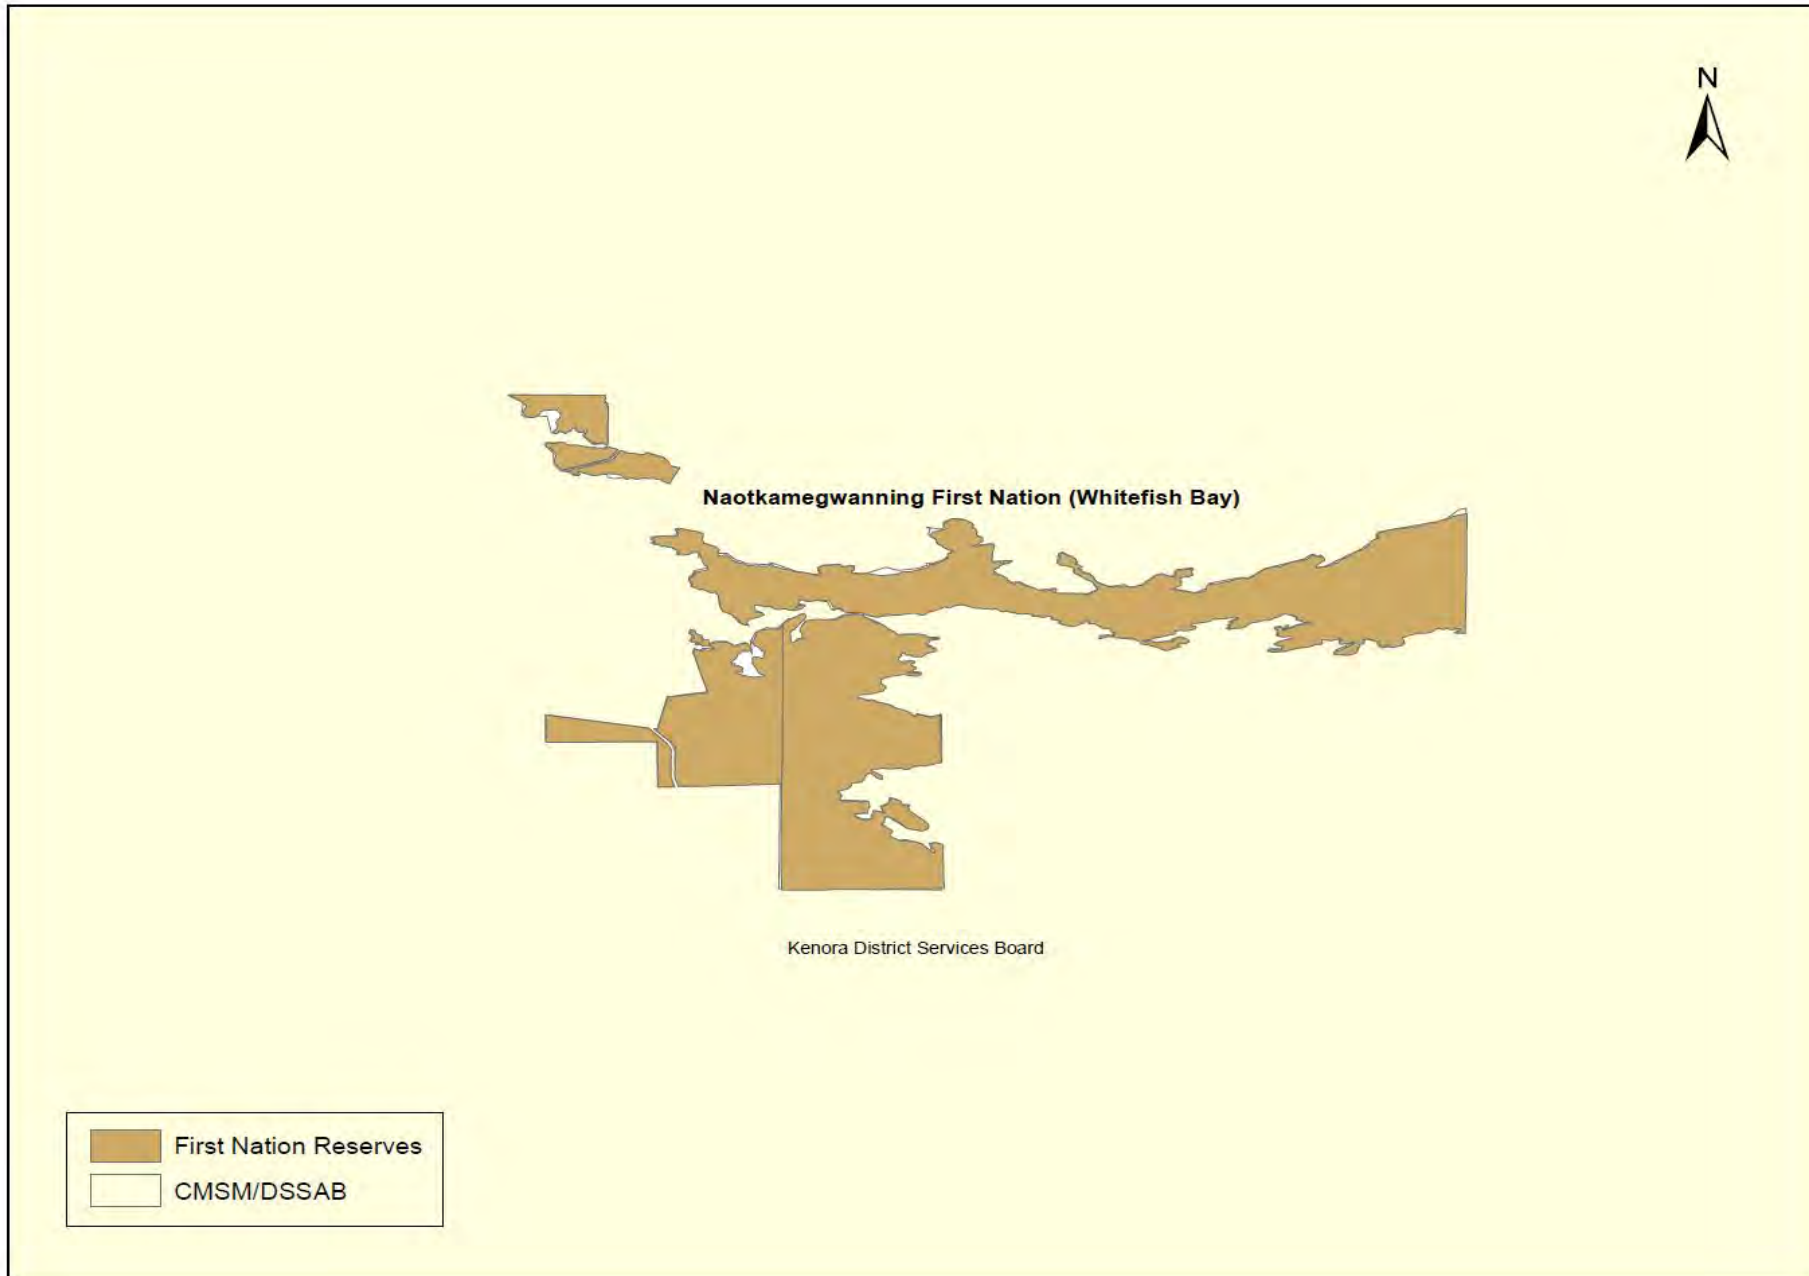 N
Naotkamegwanning First Nation (Whitefish Bay)
Kenora District Services Board
First Nation Reserves
CMSM/DSSAB